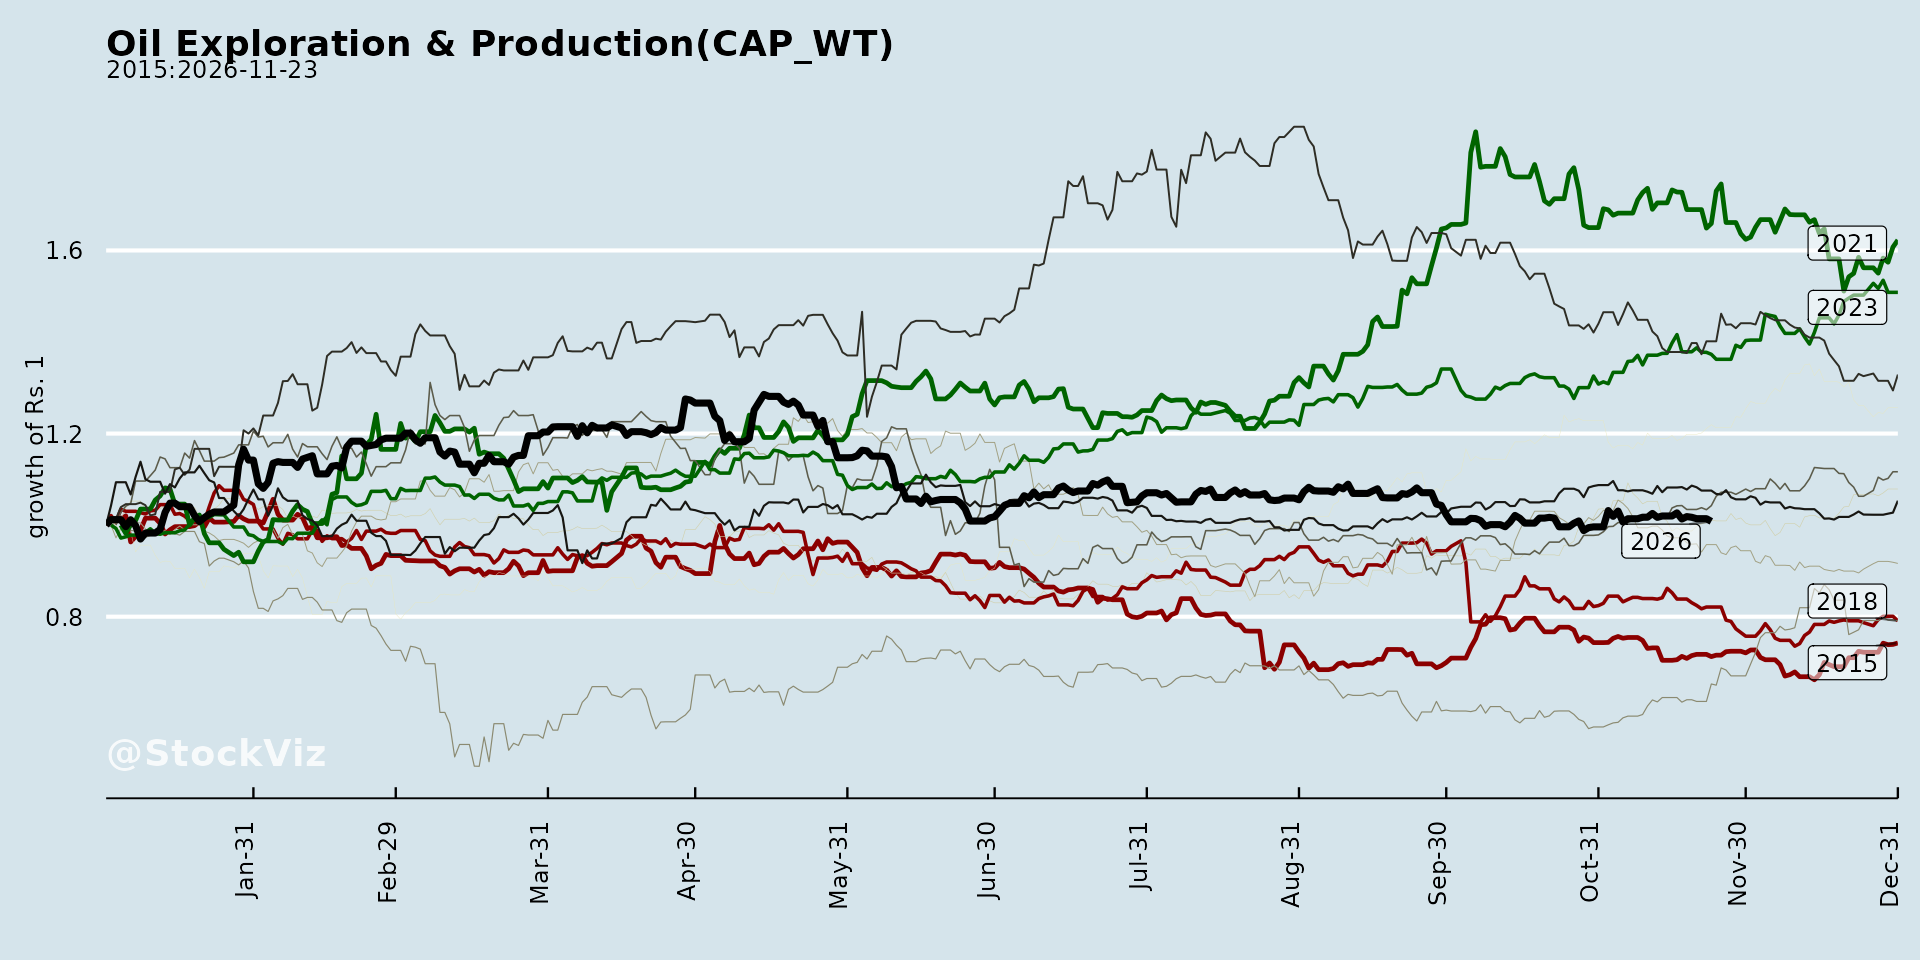 Oil Exploration & Production(CAP_WT)
2015:2026-11-23
growth of Rs. 1
1.6
1.2
0.8
2021
2023
2026
2018
2015
@StockViz
Jan-31
Feb-29
Mar-31
Apr-30
May-31
Jun-30
Jul-31
Aug-31
Sep-30
Oct-31
Nov-30
Dec-31